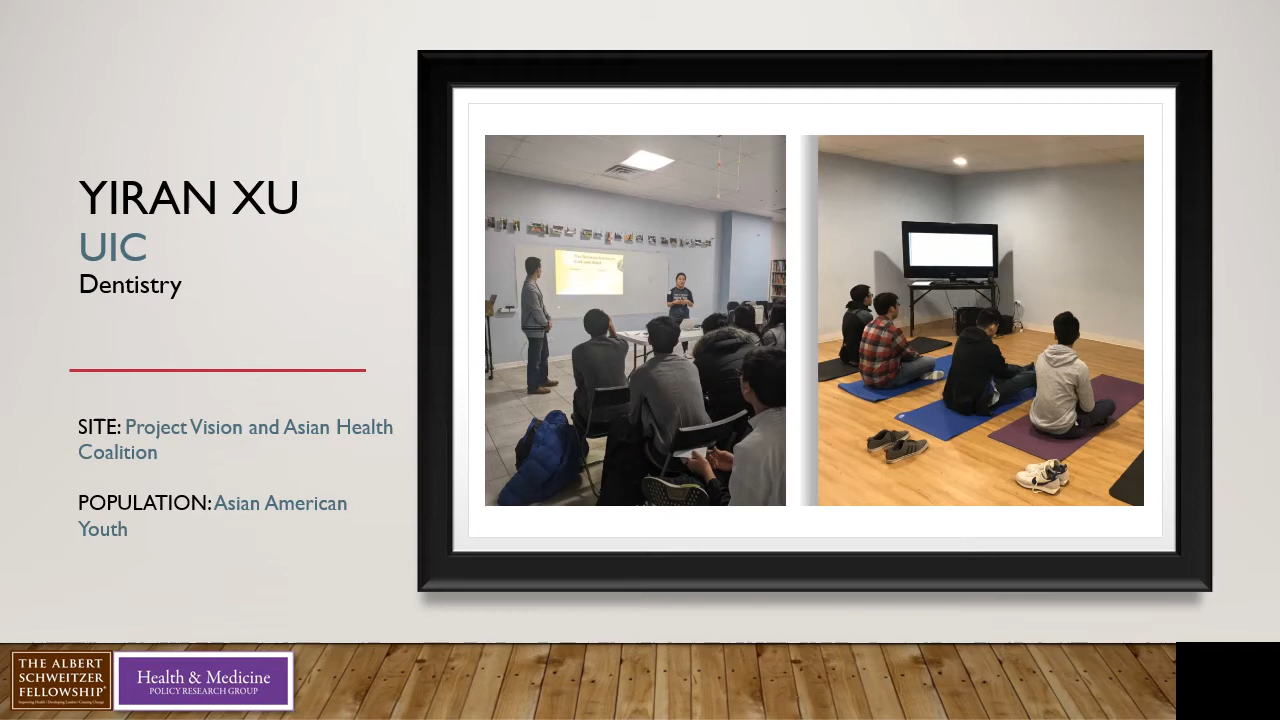 YIRAN XU
UIC
Dentistry
SITE: Project Vision and Asian Health
Coalition
POPULATION: Asian American
Youth
THE ALBERT
SCHWEITZER
FELLOWSHIP
Health & Medicine
POLICY RESEARCH GROUP